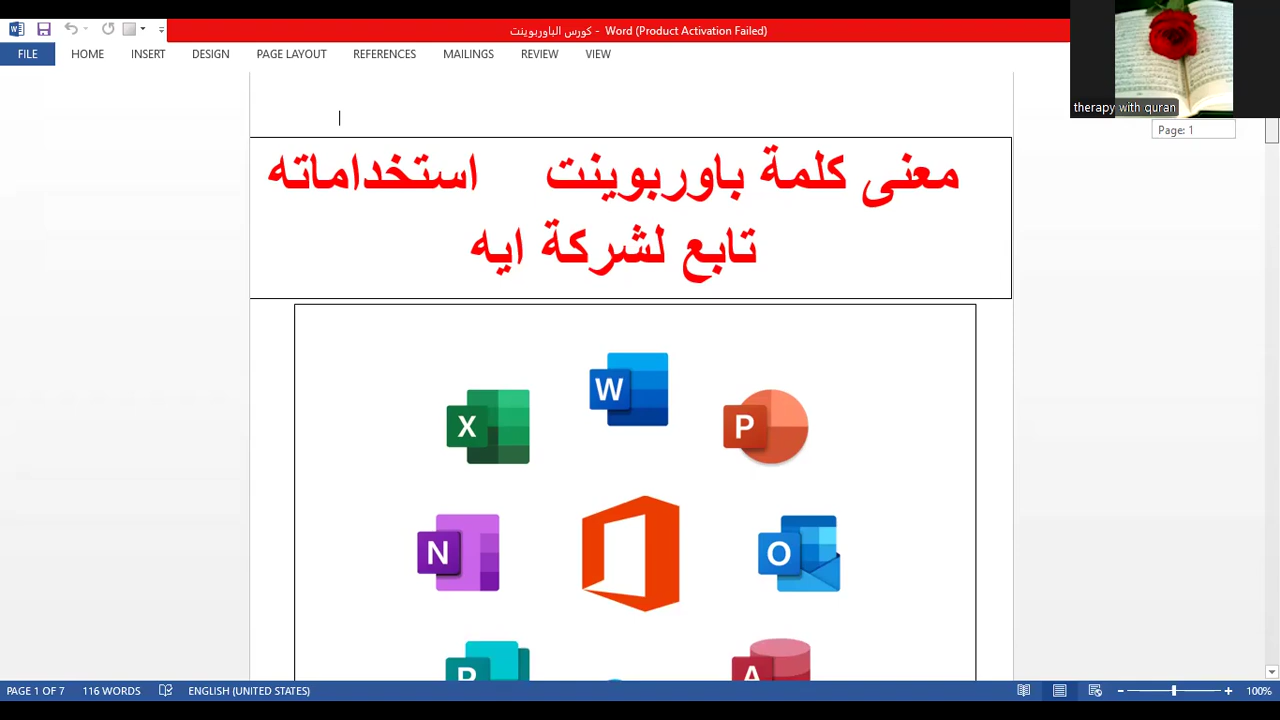 كورس الباوربوينت - Word (Product Activation Failed)
FILE HOME INSERT DESIGN PAGE LAYOUT REFERENCES MAILINGS REVIEW VIEW
therapy with quran
Page: 1
معنى كلمة باوربوينت استخداماته
تابع لشركة ايه
W
X
P
N
O
P
A
PAGE 1 OF 7 116 WORDS ENGLISH (UNITED STATES) 100%